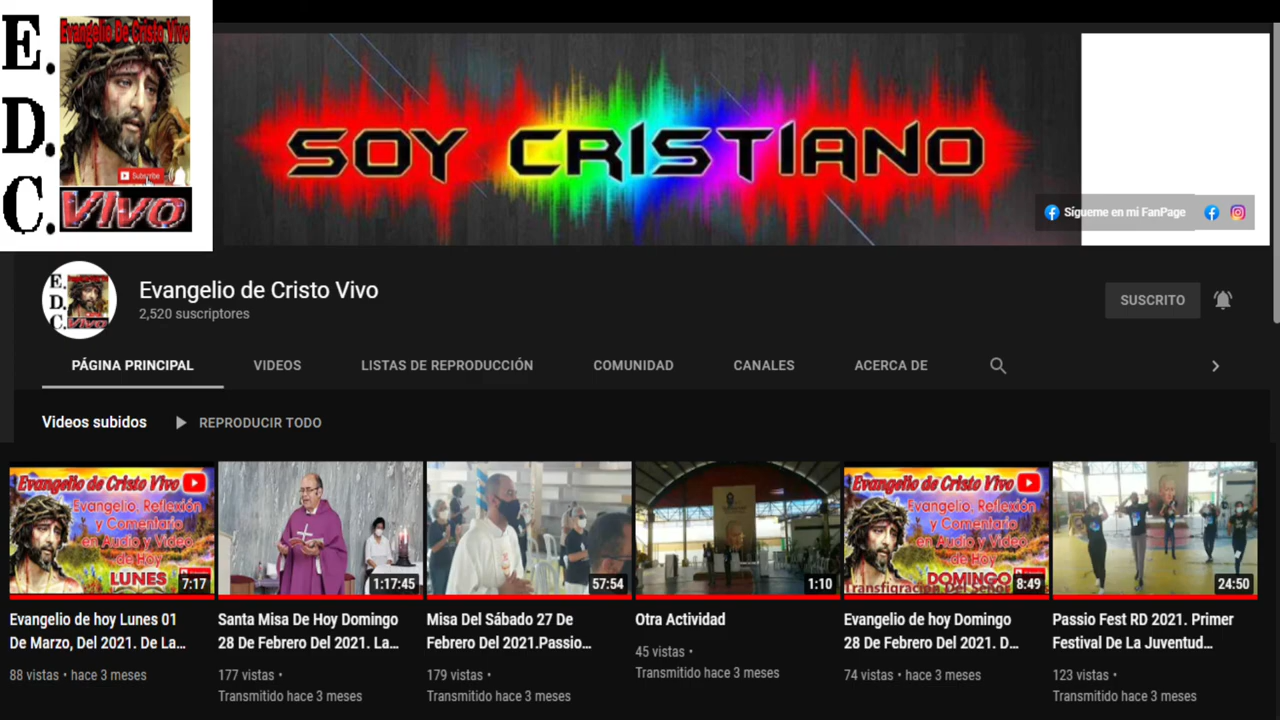 E.
D.
C.
Evangelio De Cristo Vivo
Subscribe
Vivo
SOY CRISTIANO
Sígueme en mi FanPage
E.
D.
C.
Vivo
Evangelio de Cristo Vivo
2,520 suscriptores
SUSCRITO
PÁGINA PRINCIPAL
VIDEOS
LISTAS DE REPRODUCCIÓN
COMUNIDAD
CANALES
ACERCA DE
Videos subidos
REPRODUCIR TODO
Evangelio de Cristo Vivo
Evangelio, Reflexión
y Comentario
en Audio y Video
de Hoy
LUNES
7:17
Evangelio de hoy Lunes 01
De Marzo, Del 2021. De La...
88 vistas • hace 3 meses
1:17:45
Santa Misa De Hoy Domingo
28 De Febrero Del 2021. La...
177 vistas •
Transmitido hace 3 meses
57:54
Misa Del Sábado 27 De
Febrero Del 2021.Passio...
179 vistas •
Transmitido hace 3 meses
1:10
Otra Actividad
45 vistas •
Transmitido hace 3 meses
Evangelio de Cristo Vivo
Evangelio, Reflexión
y Comentario
en Audio y Video
de Hoy
DOMINGO
Transfigración Del Señor
8:49
Evangelio de hoy Domingo
28 De Febrero Del 2021. D...
74 vistas • hace 3 meses
24:50
Passio Fest RD 2021. Primer
Festival De La Juventud...
123 vistas •
Transmitido hace 3 meses